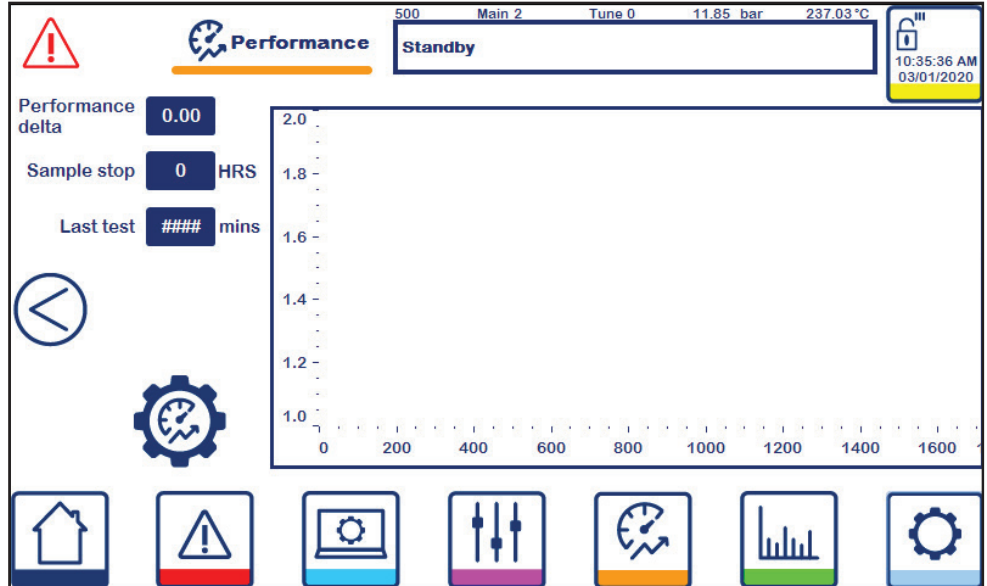 500 Main 2 Tune 0 11.85 bar 237.03 °C
Performance
Standby
10:35:36 AM
03/01/2020
Performance
delta
0.00
Sample stop 0 HRS
Last test #### mins
2.0
1.8
1.6
1.4
1.2
1.0
0 200 400 600 800 1000 1200 1400 1600